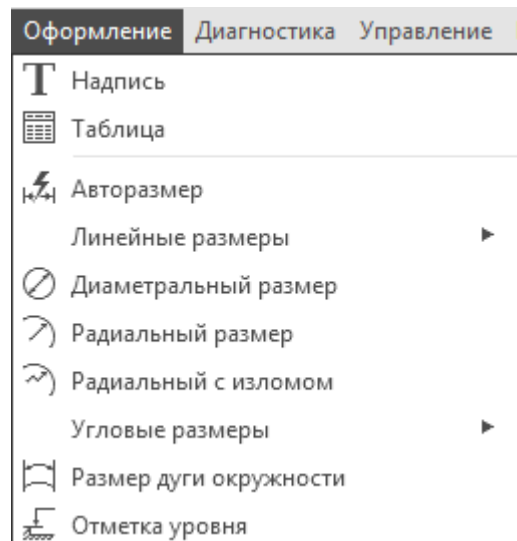 Оформление Диагностика Управление
Надпись
Таблица
Авторазмер
Линейные размеры
Диаметральный размер
Радиальный размер
Радиальный с изломом
Угловые размеры
Размер дуги окружности
Отметка уровня